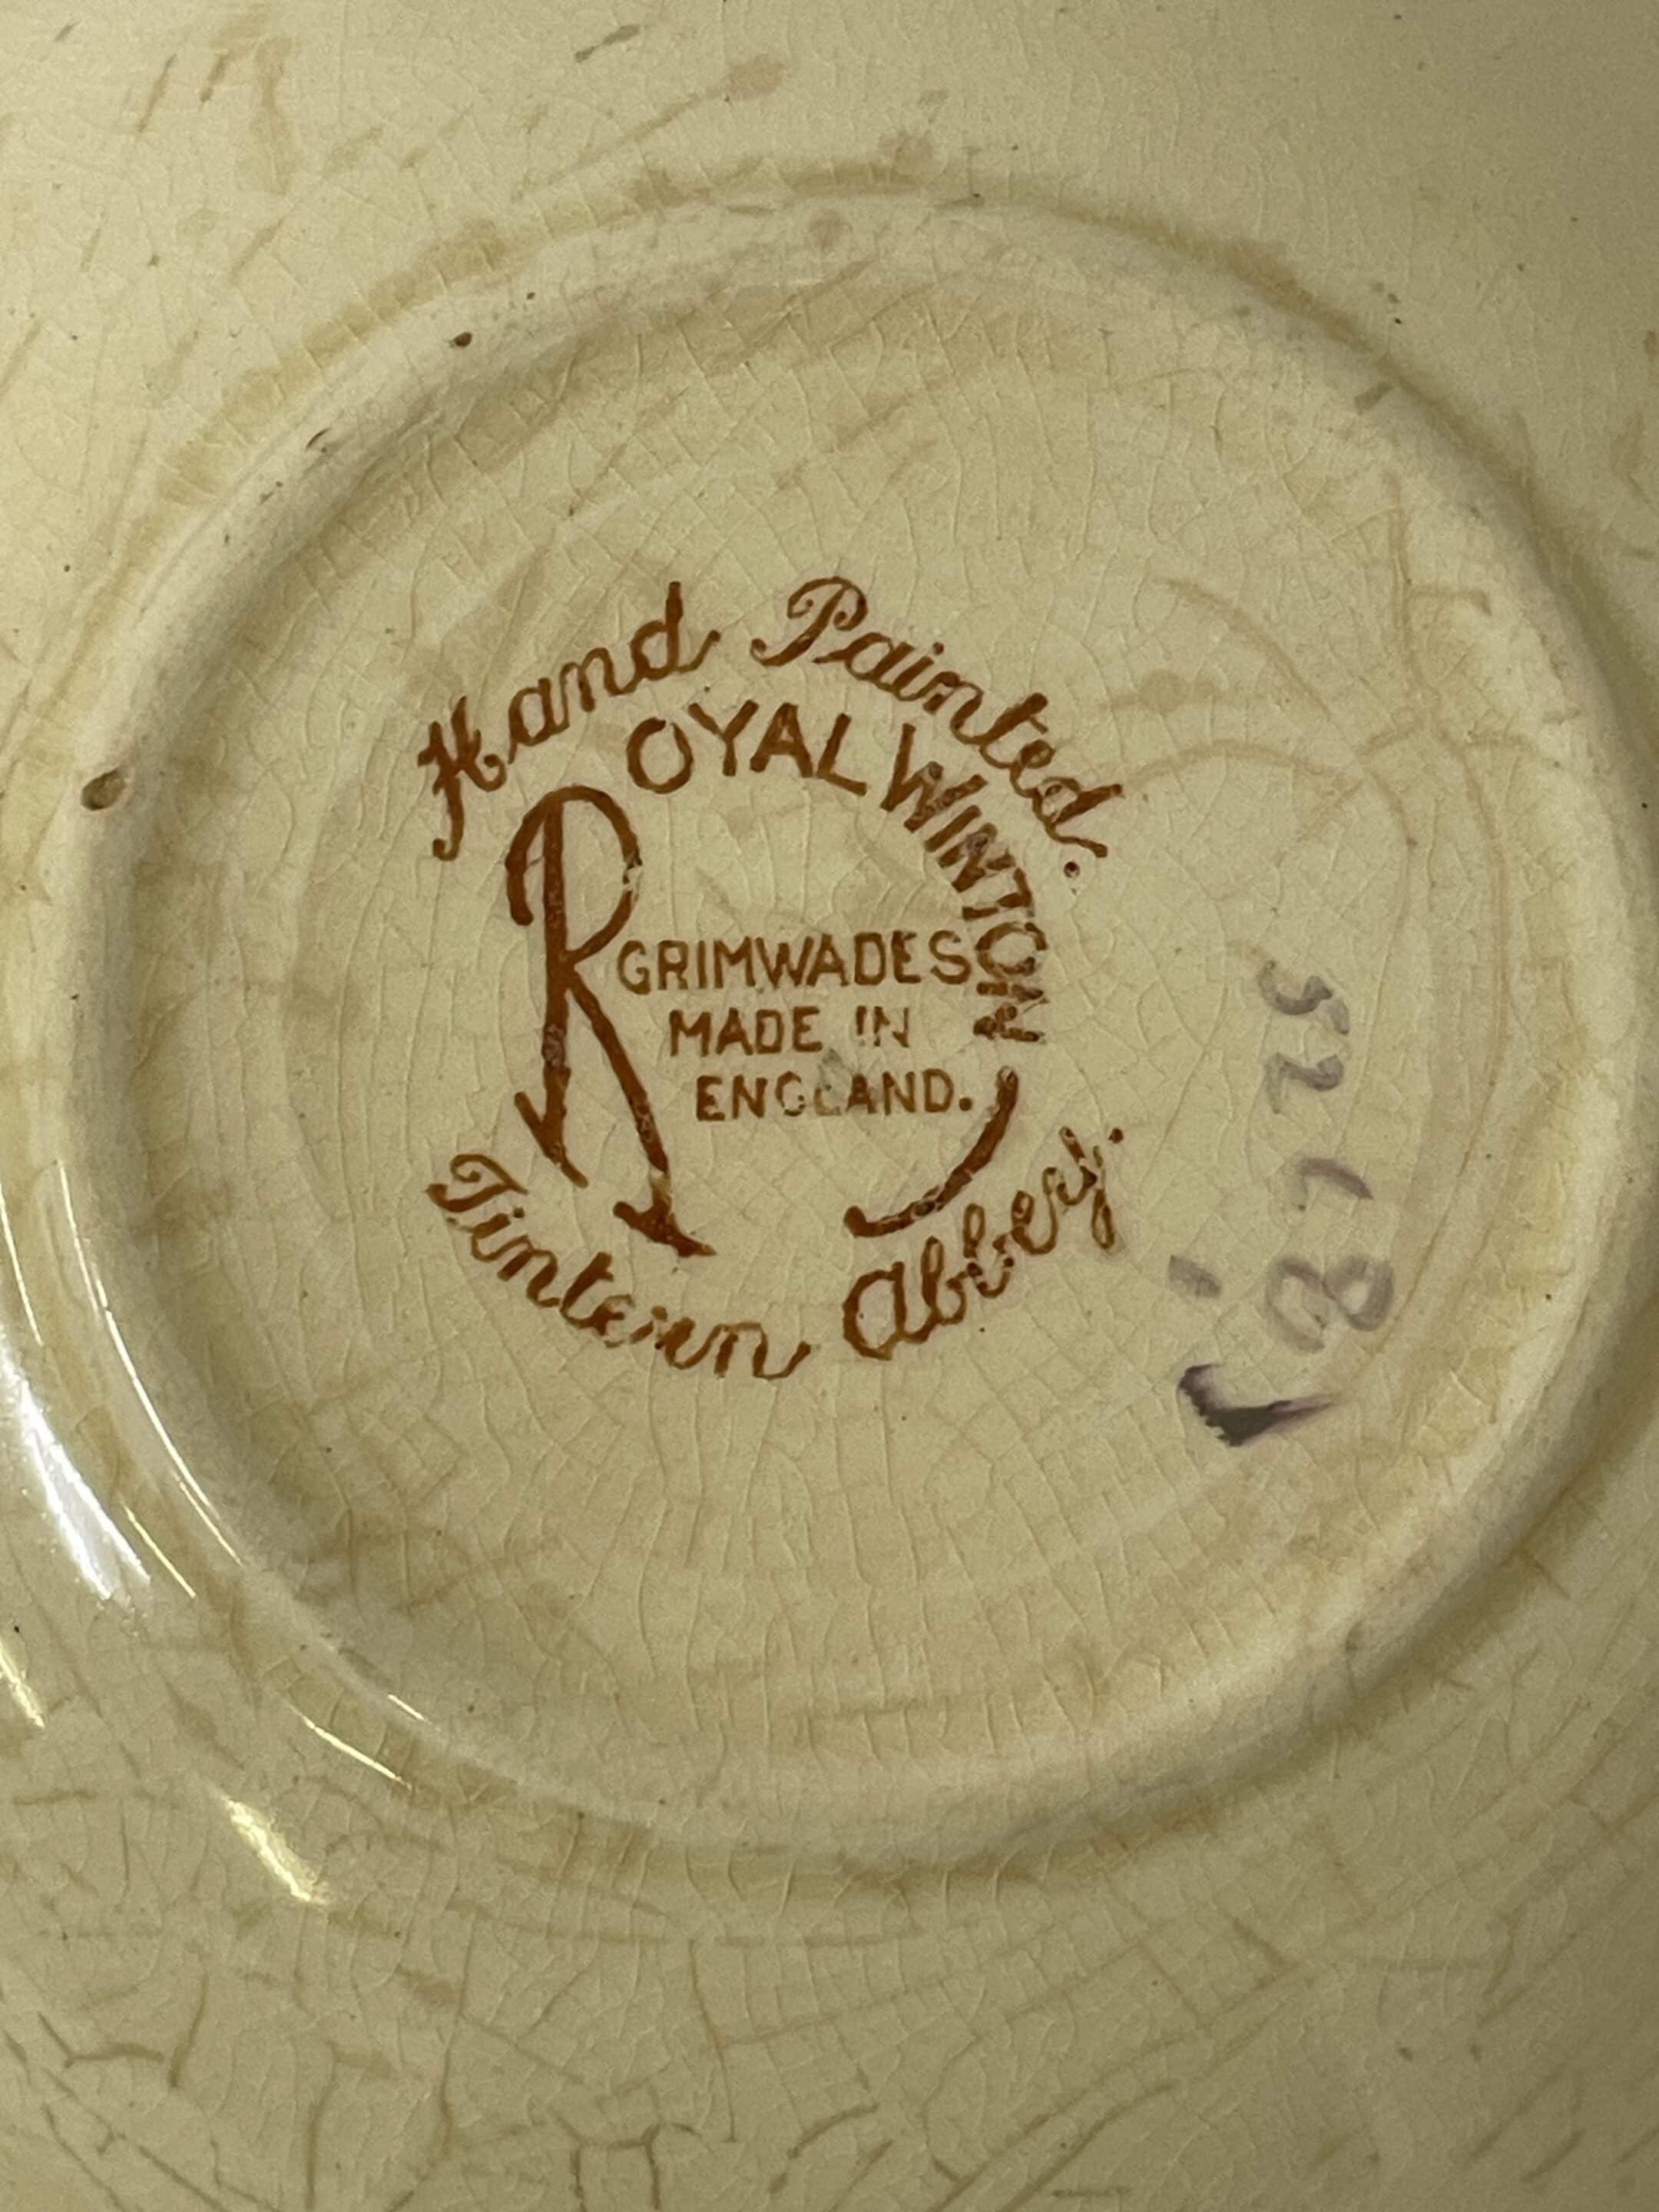 Hand Painted.
ROYAL WINTON
GRIMWADES
MADE IN
ENGLAND.
Tintern Abbey.